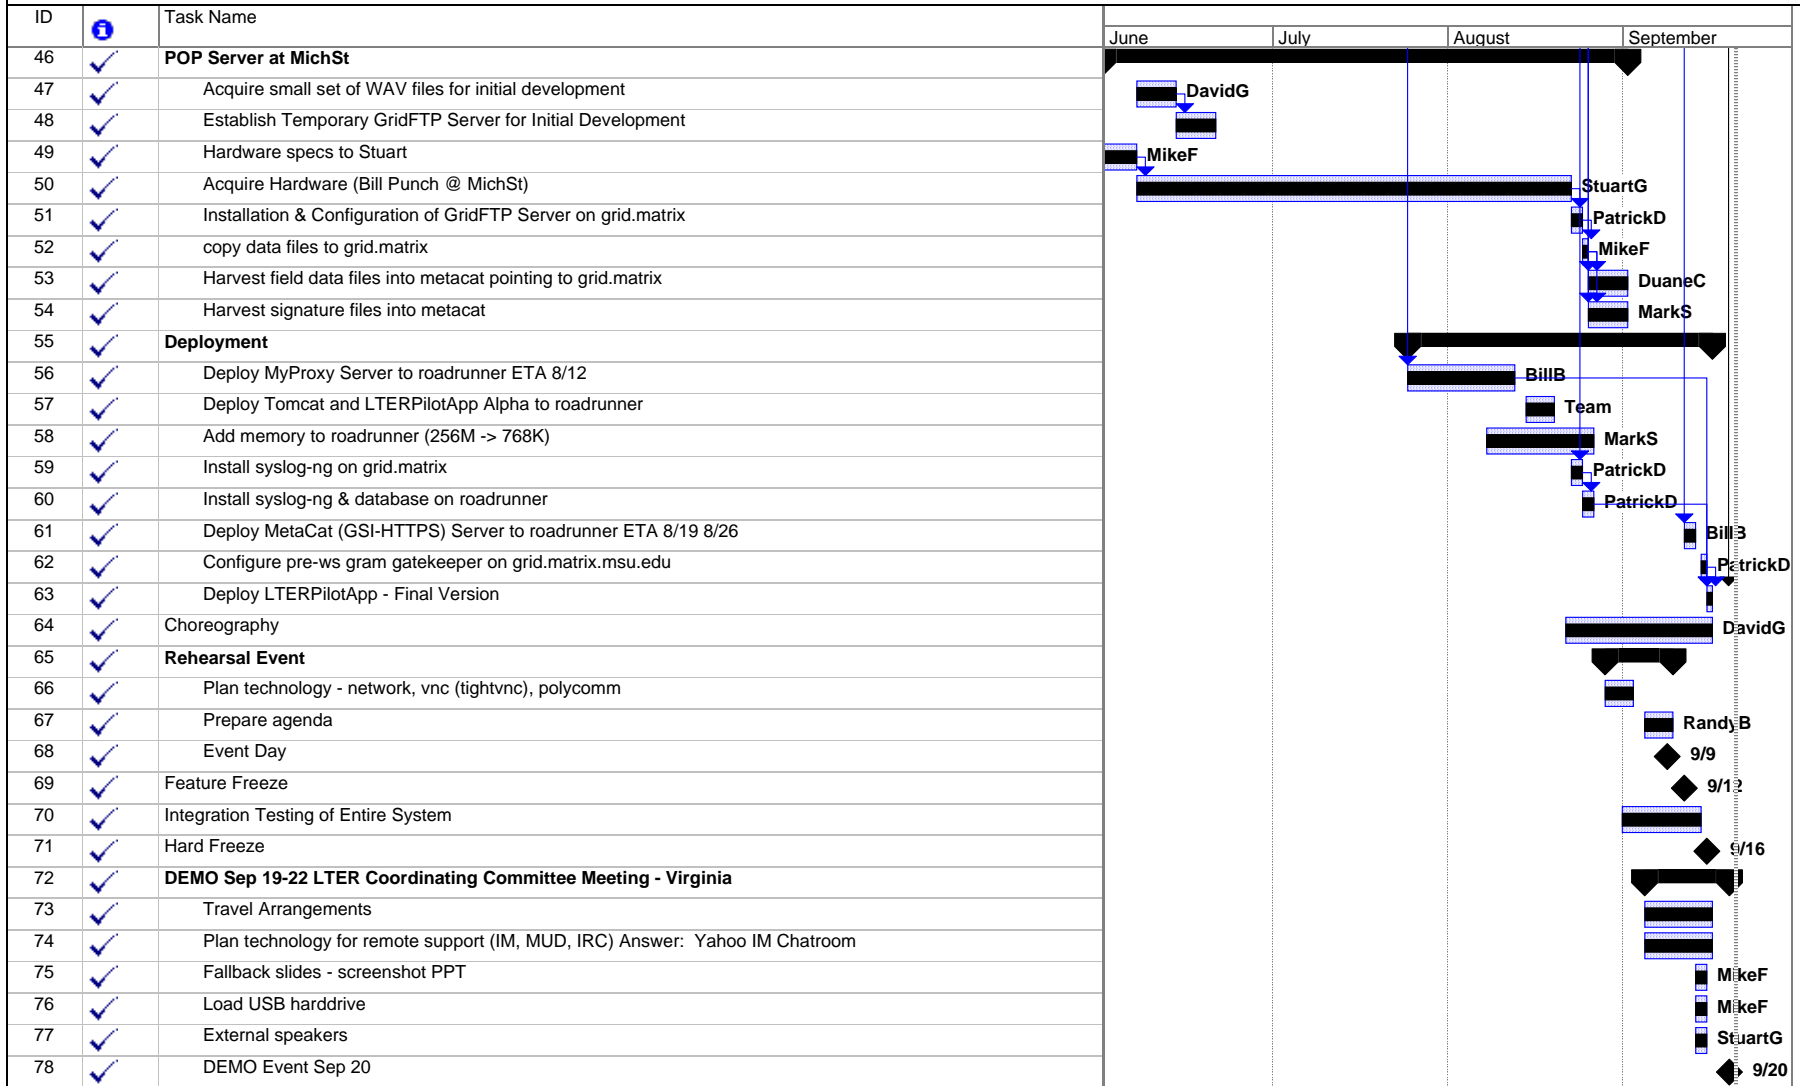 ID Task Name
June July August September
46 POP Server at MichSt
47 Acquire small set of WAV files for initial development DavidG
48 Establish Temporary GridFTP Server for Initial Development
49 Hardware specs to Stuart MikeF
50 Acquire Hardware (Bill Punch @ MichSt) StuartG
51 Installation & Configuration of GridFTP Server on grid.matrix PatrickD
52 copy data files to grid.matrix MikeF
53 Harvest field data files into metacat pointing to grid.matrix DuaneC
54 Harvest signature files into metacat MarkS
55 Deployment
56 Deploy MyProxy Server to roadrunner ETA 8/12 BillB
57 Deploy Tomcat and LTERPilotApp Alpha to roadrunner Team
58 Add memory to roadrunner (256M -> 768K) MarkS
59 Install syslog-ng on grid.matrix PatrickD
60 Install syslog-ng & database on roadrunner PatrickD
61 Deploy MetaCat (GSI-HTTPS) Server to roadrunner ETA 8/19 8/26 BillB
62 Configure pre-ws gram gatekeeper on grid.matrix.msu.edu PatrickD
63 Deploy LTERPilotApp - Final Version
64 Choreography DavidG
65 Rehearsal Event
66 Plan technology - network, vnc (tightvnc), polycomm
67 Prepare agenda RandyB
68 Event Day 9/9
69 Feature Freeze 9/12
70 Integration Testing of Entire System
71 Hard Freeze 9/16
72 DEMO Sep 19-22 LTER Coordinating Committee Meeting - Virginia
73 Travel Arrangements
74 Plan technology for remote support (IM, MUD, IRC) Answer: Yahoo IM Chatroom
75 Fallback slides - screenshot PPT MikeF
76 Load USB harddrive MikeF
77 External speakers StuartG
78 DEMO Event Sep 20 9/20